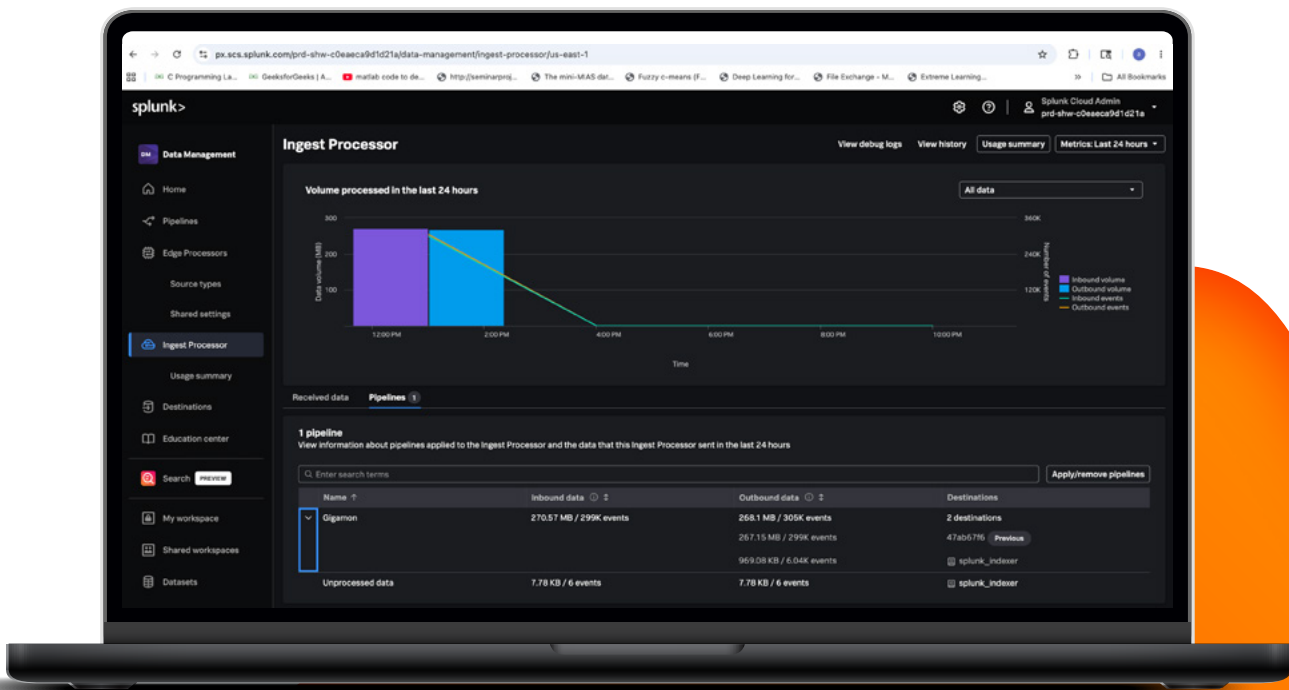 px.scs.splunk.com/prd-shw-c0eaeca9d1d21a/data-management/ingest-processor/us-east-1
C Programming La... GeeksforGeeks | A... matlab code to de... http://seminarproj... The mini-MIAS dat... Fuzzy c-means (F... Deep Learning for... File Exchange - M... Extreme Learning... » All Bookmarks
splunk>
Splunk Cloud Admin
prd-shw-c0eaeca9d1d21a
DM Data Management
Home
Pipelines
Edge Processors
Source types
Shared settings
Ingest Processor
Usage summary
Destinations
Education center
Search PREVIEW
My workspace
Shared workspaces
Datasets
Ingest Processor
View debug logs View history Usage summary Metrics: Last 24 hours
Volume processed in the last 24 hours
All data
Data volume (MB)
300
200
100
360K
240K
120K
Number of events
12:00 PM 2:00 PM 4:00 PM 6:00 PM 8:00 PM 10:00 PM
Time
Inbound volume
Outbound volume
Inbound events
Outbound events
Received data Pipelines 1
1 pipeline
View information about pipelines applied to the Ingest Processor and the data that this Ingest Processor sent in the last 24 hours
Enter search terms
Apply/remove pipelines
Name Inbound data Outbound data Destinations
Gigamon 270.57 MB / 299K events 268.1 MB / 305K events 2 destinations
267.15 MB / 299K events 47ab67f6 Previous
969.08 KB / 6.04K events splunk_indexer
Unprocessed data 7.78 KB / 6 events 7.78 KB / 6 events splunk_indexer